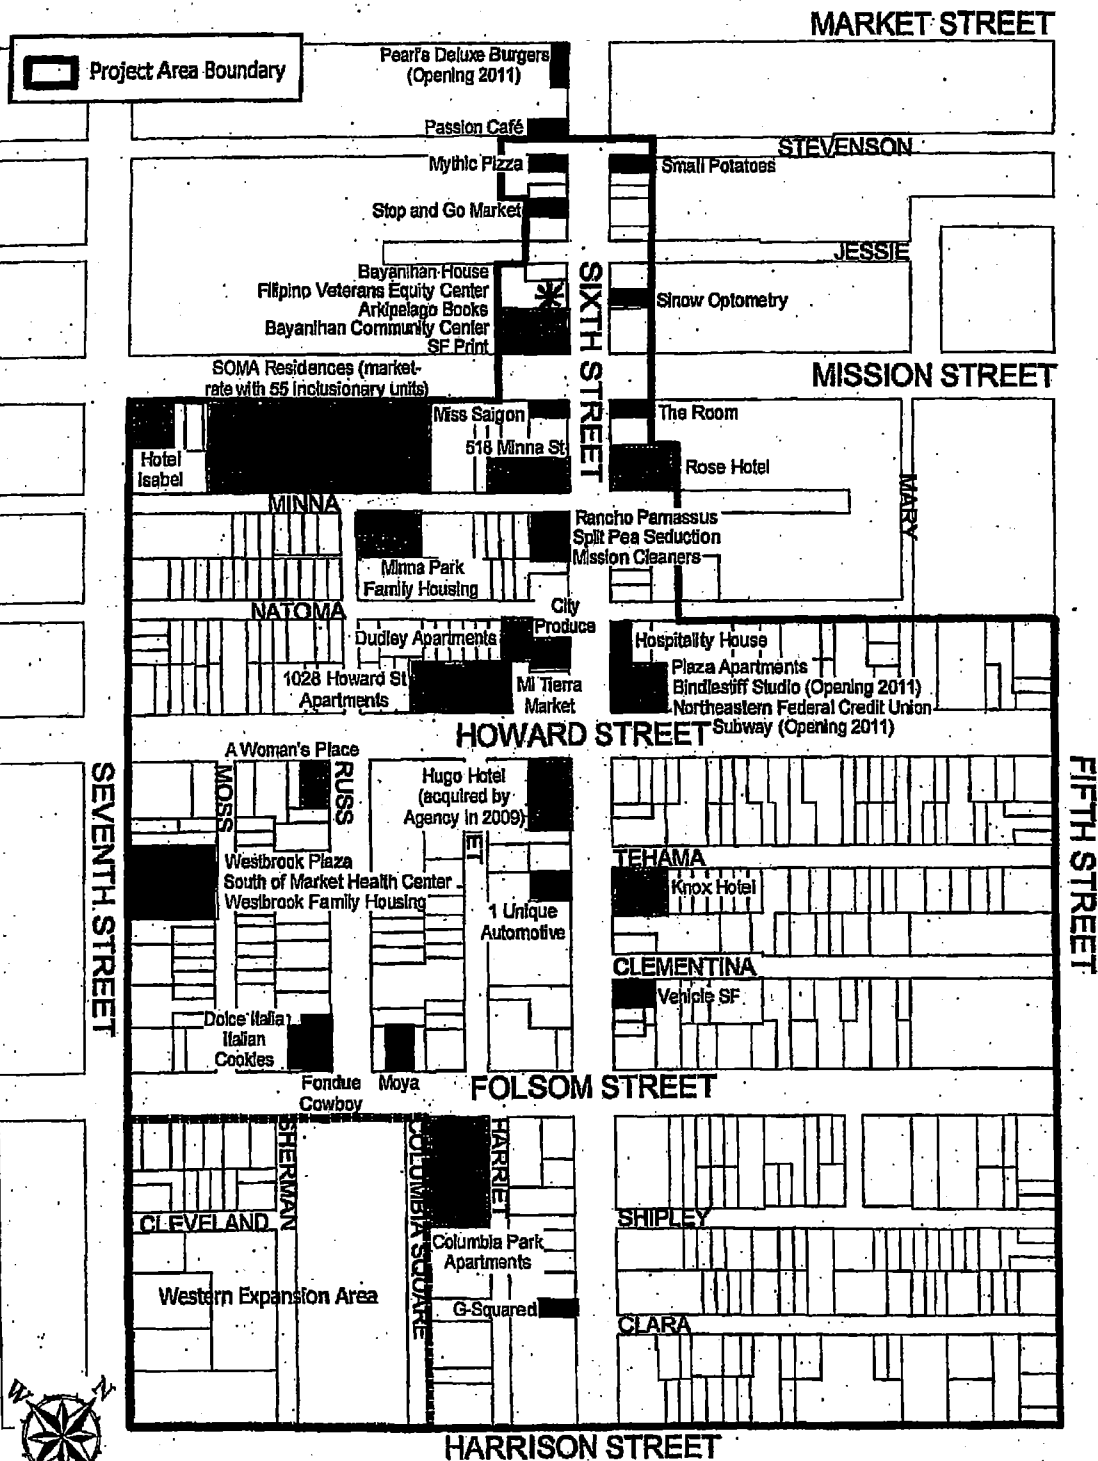 MARKET STREET
Project Area Boundary
Pearl's Deluxe Burgers
(Opening 2011)
Passion Café
STEVENSON
Mythic Pizza
Small Potatoes
Stop and Go Market
JESSIE
Bayanihan House
Filipino Veterans Equity Center
Arkipelago Books
Bayanihan Community Center
SF Print
SIXTH STREET
Sinow Optometry
SOMA Residences (market-
rate with 55 inclusionary units)
MISSION STREET
Miss Saigon
The Room
518 Minna St
Hotel
Isabel
Rose Hotel
MINNA
MARY
Rancho Parnassus
Split Pea Seduction
Mission Cleaners
Minna Park
Family Housing
NATOMA
City
Produce
Dudley Apartments
Hospitality House
1028 Howard St
Apartments
Mi Tierra
Market
Plaza Apartments
Bindlestiff Studio (Opening 2011)
Northeastern Federal Credit Union
Subway (Opening 2011)
HOWARD STREET
A Woman's Place
MOSS
RUSS
Hugo Hotel
(acquired by
Agency in 2009)
ET
SEVENTH STREET
FIFTH STREET
TEHAMA
Westbrook Plaza
South of Market Health Center
Westbrook Family Housing
Knox Hotel
1 Unique
Automotive
CLEMENTINA
Vehicle SF
Dolce Italia
Italian
Cookies
Fondue
Cowboy
Moya
FOLSOM STREET
SHERMAN
COLUMBIA SQUARE
HARRIET
CLEVELAND
SHIPLEY
Columbia Park
Apartments
Western Expansion Area
G-Squared
CLARA
W
N
HARRISON STREET